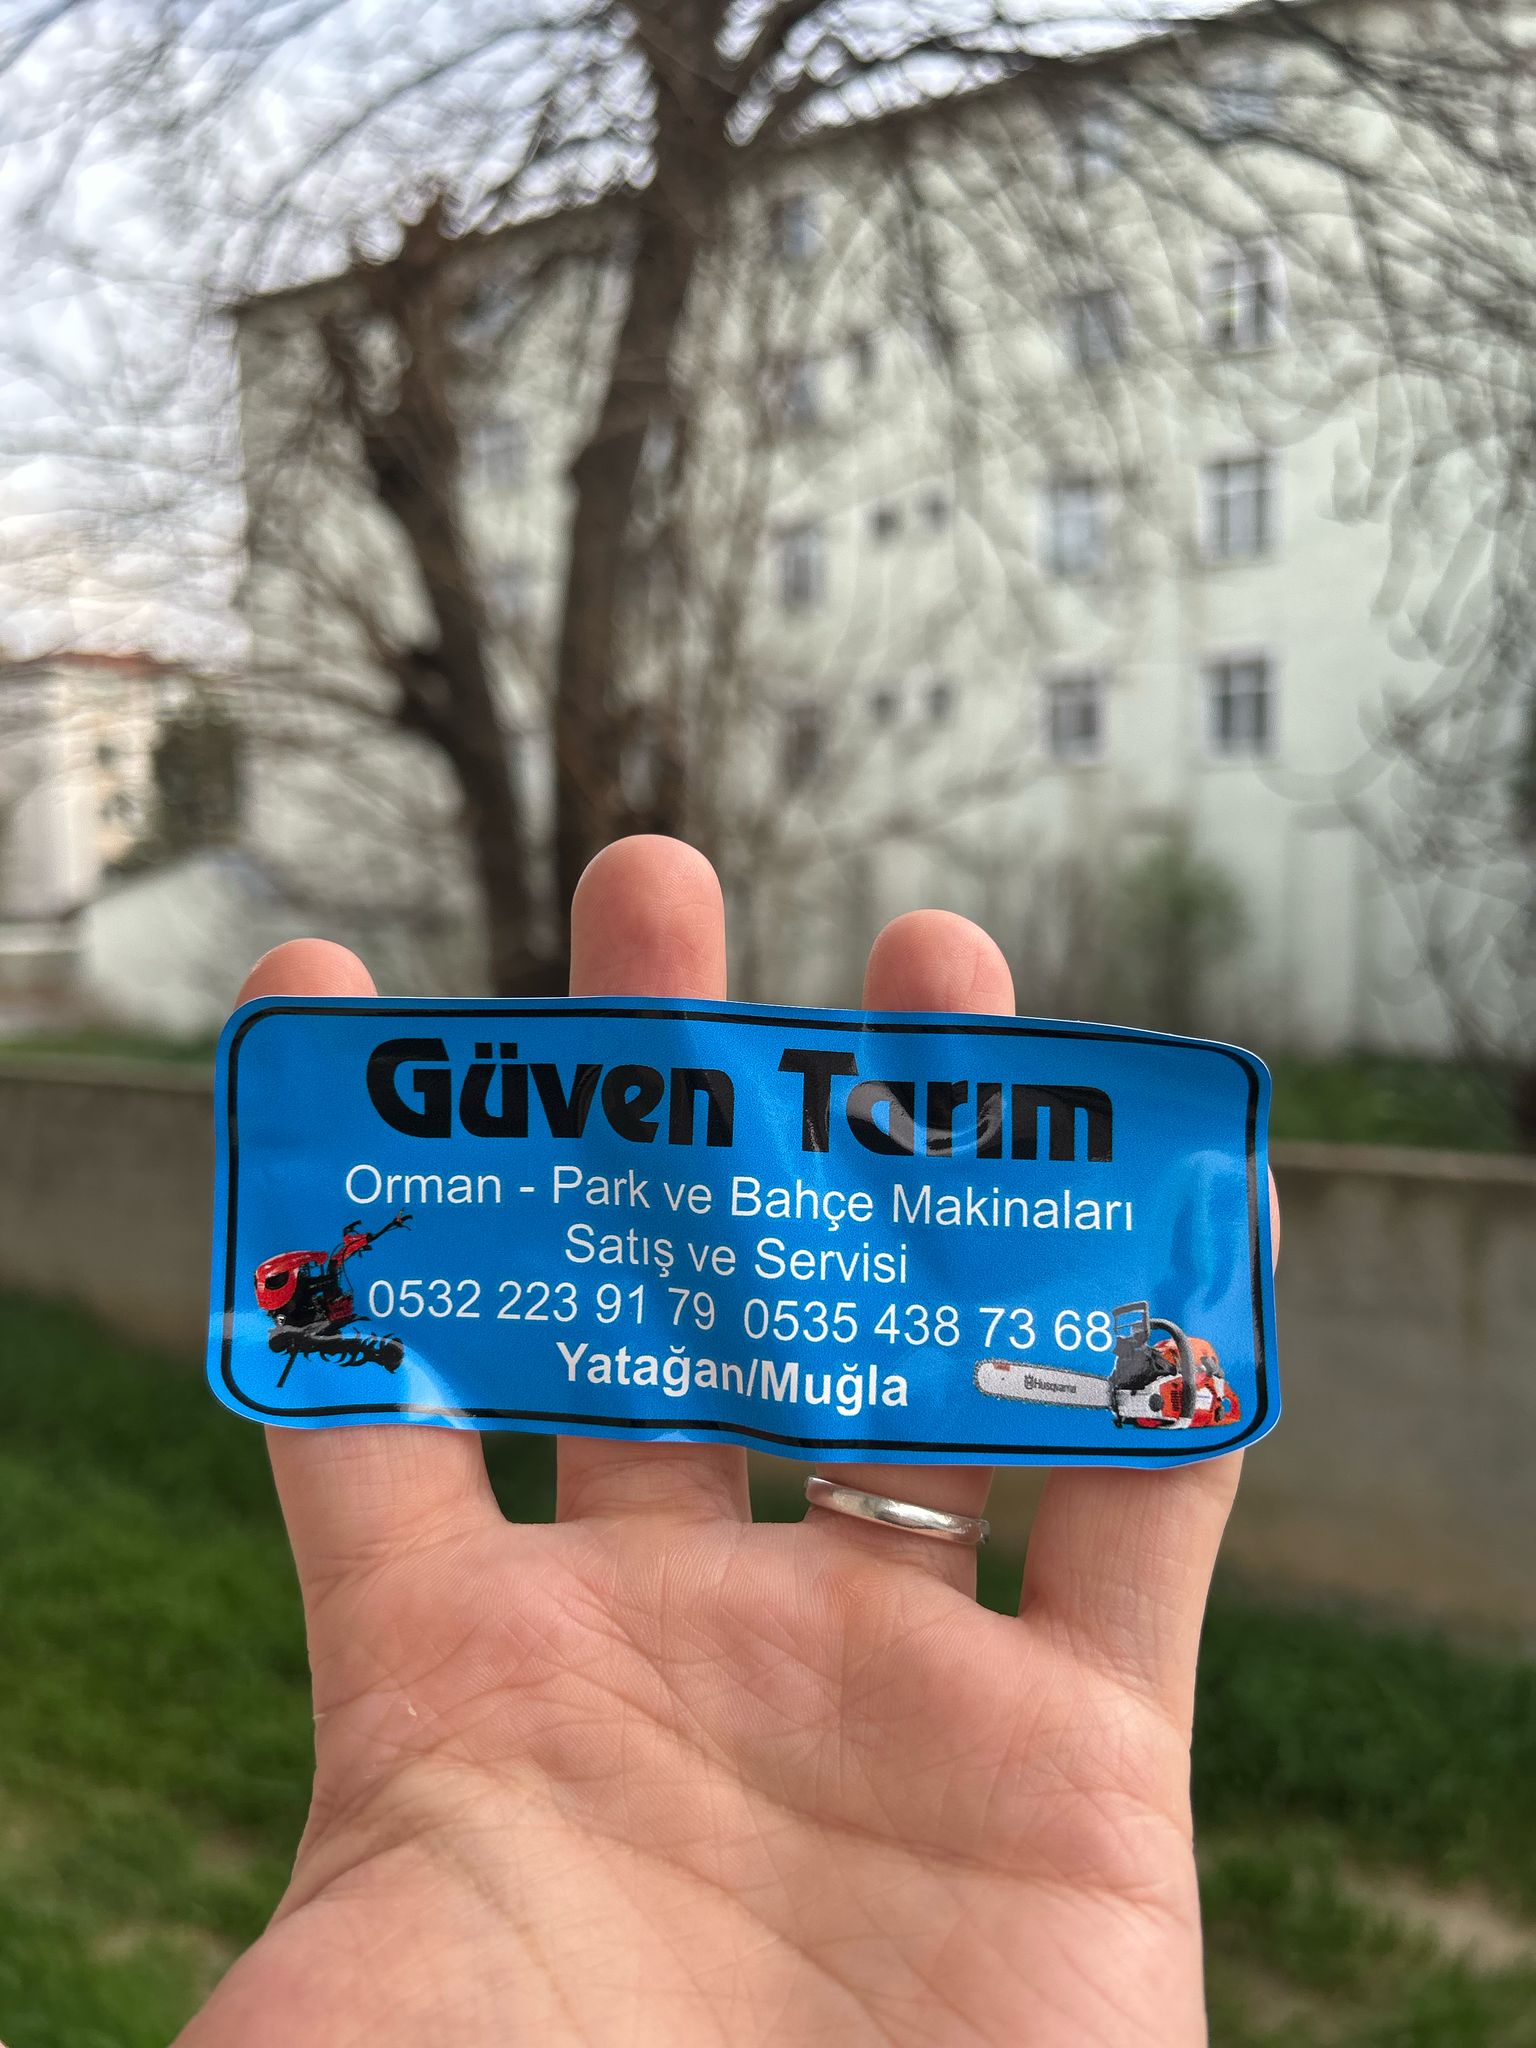 Güven Tarım
Orman - Park ve Bahçe Makinaları
Satış ve Servisi
0532 223 91 79 0535 438 73 68
Yatağan/Muğla
Husqvarna